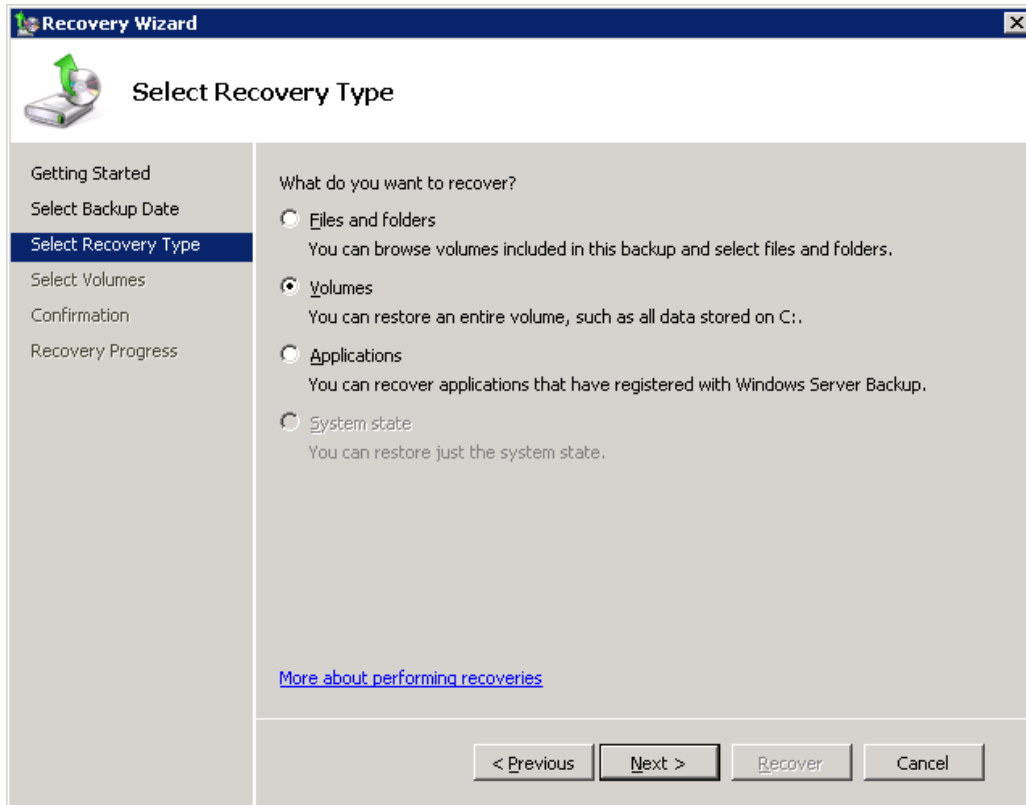 Recovery Wizard
Select Recovery Type
Getting Started
Select Backup Date
Select Recovery Type
Select Volumes
Confirmation
Recovery Progress
What do you want to recover?
Files and folders
You can browse volumes included in this backup and select files and folders.
Volumes
You can restore an entire volume, such as all data stored on C:.
Applications
You can recover applications that have registered with Windows Server Backup.
System state
You can restore just the system state.
More about performing recoveries
< Previous
Next >
Recover
Cancel